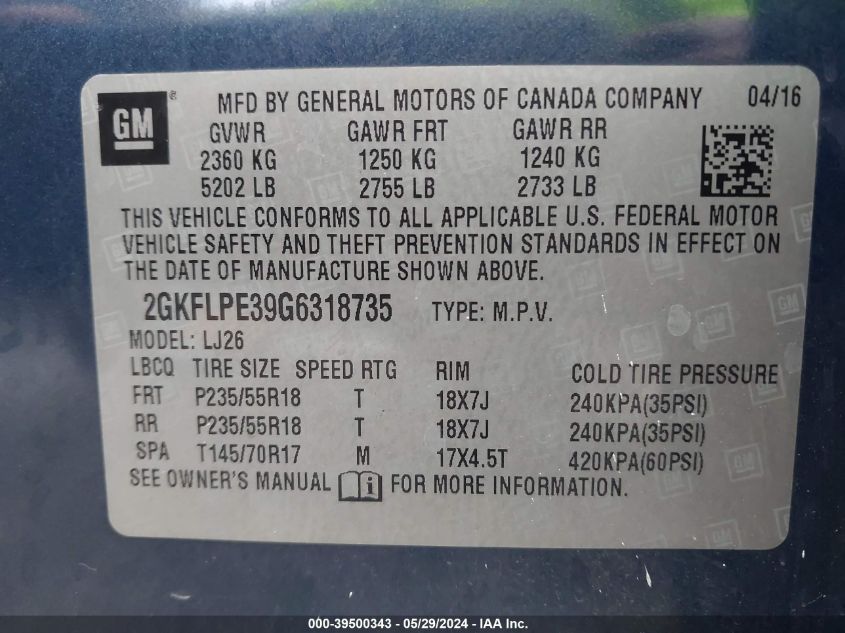 GM ® MFD BY GENERAL MOTORS OF CANADA COMPANY 04/16
GVWR GAWR FRT GAWR RR
2360 KG 1250 KG 1240 KG
5202 LB 2755 LB 2733 LB
THIS VEHICLE CONFORMS TO ALL APPLICABLE U.S. FEDERAL MOTOR
VEHICLE SAFETY AND THEFT PREVENTION STANDARDS IN EFFECT ON
THE DATE OF MANUFACTURE SHOWN ABOVE.
2GKFLPE39G6318735 TYPE: M.P.V.
MODEL: LJ26
LBCQ TIRE SIZE SPEED RTG RIM COLD TIRE PRESSURE
FRT P235/55R18 T 18X7J 240KPA(35PSI)
RR P235/55R18 T 18X7J 240KPA(35PSI)
SPA T145/70R17 M 17X4.5T 420KPA(60PSI)
SEE OWNER'S MANUAL i FOR MORE INFORMATION.
000-39500343 - 05/29/2024 - IAA, Inc.